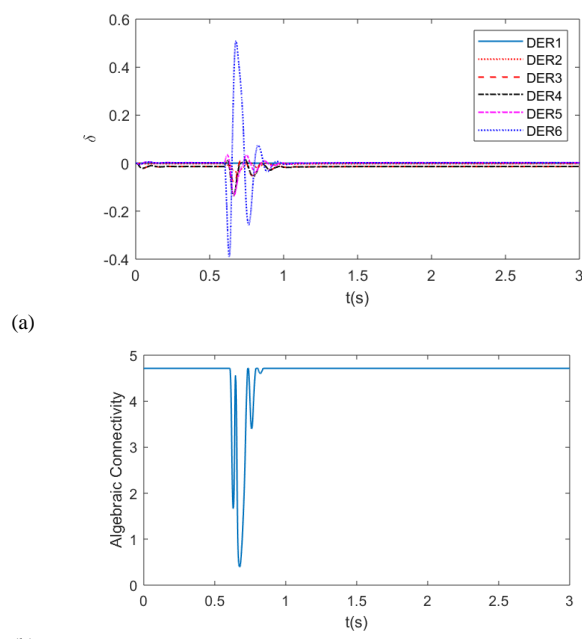 0.6
0.4
0.2
0
-0.2
-0.4
δ
DER1
DER2
DER3
DER4
DER5
DER6
0 0.5 1 1.5 2 2.5 3
t(s)
(a)
5
4
3
2
1
0
Algebraic Connectivity
0 0.5 1 1.5 2 2.5 3
t(s)